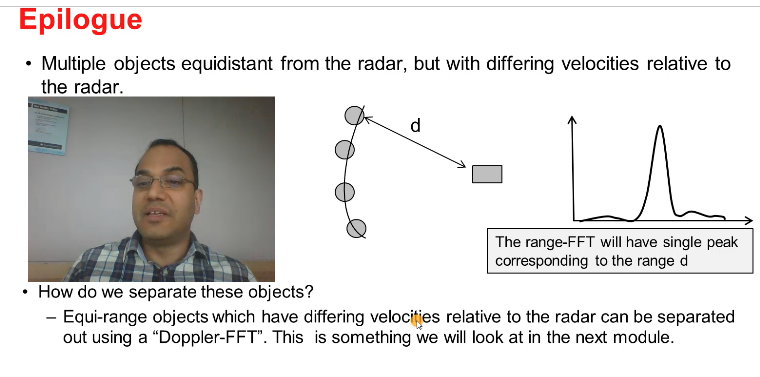 Epilogue
• Multiple objects equidistant from the radar, but with differing velocities relative to
the radar.
d
The range-FFT will have single peak
corresponding to the range d
• How do we separate these objects?
– Equi-range objects which have differing velocities relative to the radar can be separated
out using a “Doppler-FFT”. This is something we will look at in the next module.